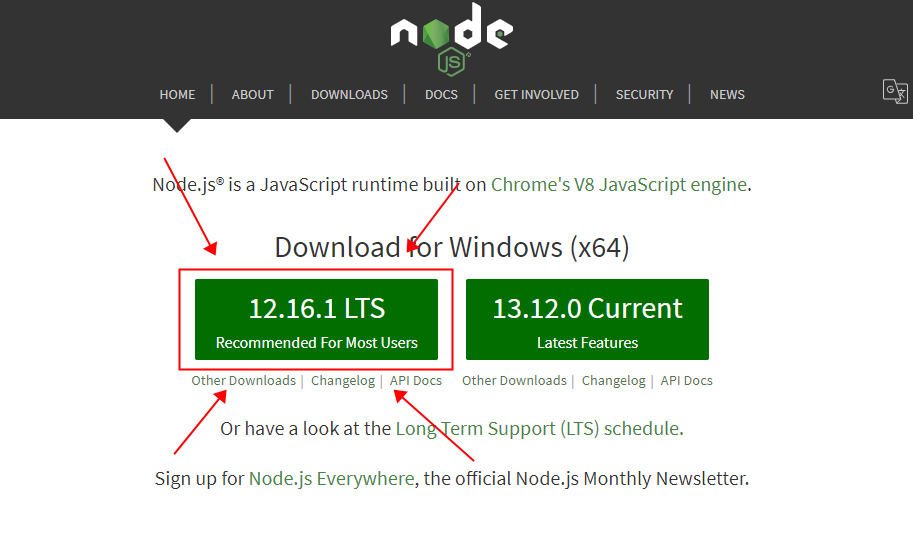 node
JS
HOME | ABOUT | DOWNLOADS | DOCS | GET INVOLVED | SECURITY | NEWS
Node.js® is a JavaScript runtime built on Chrome's V8 JavaScript engine.
Download for Windows (x64)
12.16.1 LTS
Recommended For Most Users
13.12.0 Current
Latest Features
Other Downloads | Changelog | API Docs
Other Downloads | Changelog | API Docs
Or have a look at the Long Term Support (LTS) schedule.
Sign up for Node.js Everywhere, the official Node.js Monthly Newsletter.